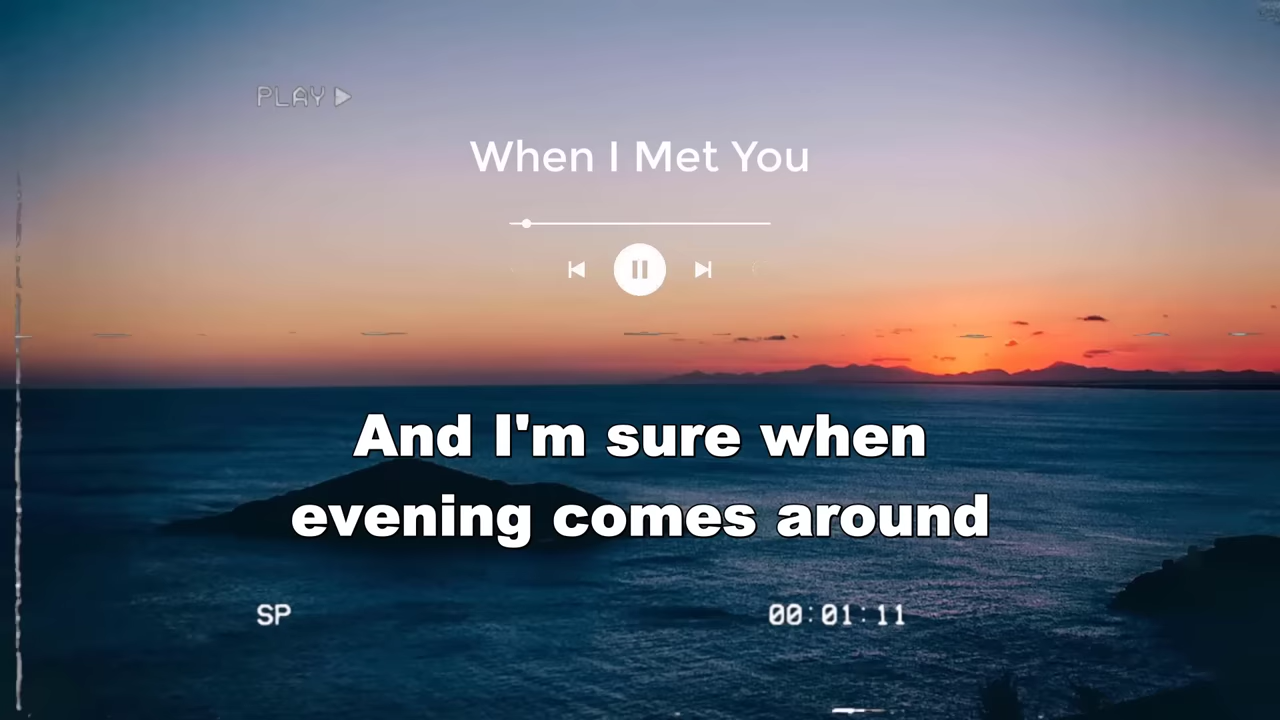 PLAY
When I Met You
And I'm sure when
evening comes around
SP
00:01:11